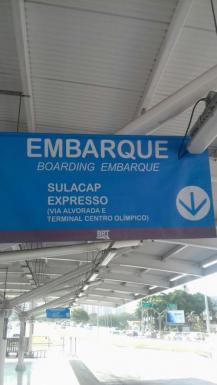 EMBARQUE
BOARDING EMBARQUE
SULACAP
EXPRESSO
(VIA ALVORADA E
TERMINAL CENTRO OLÍMPICO)
BRT